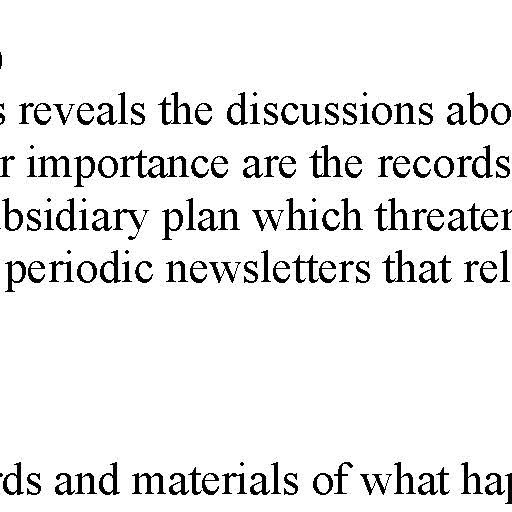 )
s reveals the discussions abo
r importance are the records
bsidiary plan which threaten
periodic newsletters that rel
rds and materials of what hap